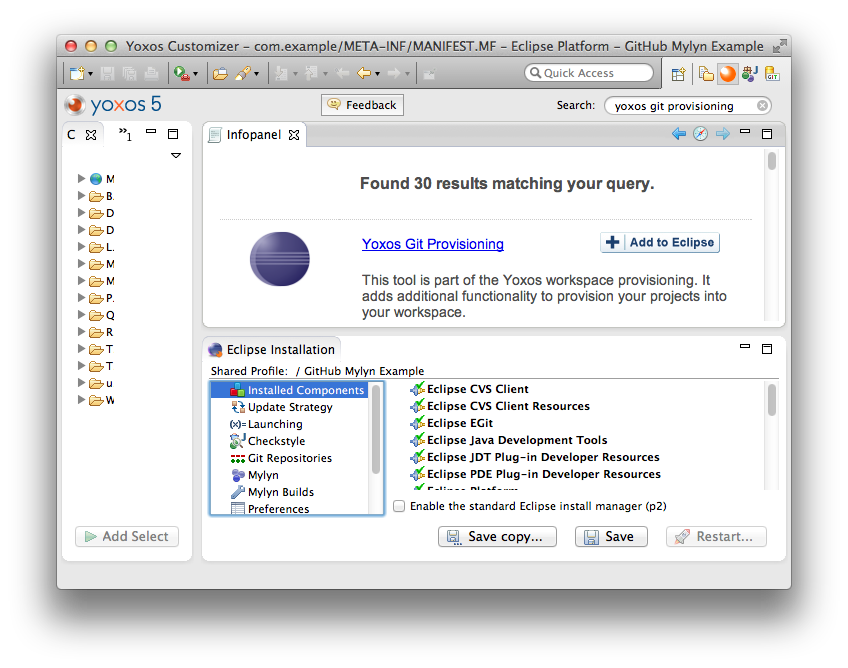 Yoxos Customizer – com.example/META-INF/MANIFEST.MF – Eclipse Platform – GitHub Mylyn Example
Quick Access
GIT
yoxos 5
Feedback
Search: yoxos git provisioning
C
»1
Infopanel
M
B.
D
D
L.
M
M
P.
Q
R
T
T
u
W
Add Select
Found 30 results matching your query.
Yoxos Git Provisioning
Add to Eclipse
This tool is part of the Yoxos workspace provisioning. It
adds additional functionality to provision your projects into
your workspace.
Eclipse Installation
Shared Profile: / GitHub Mylyn Example
Installed Components
Update Strategy
(x)= Launching
Checkstyle
Git Repositories
Mylyn
Mylyn Builds
Preferences
Eclipse CVS Client
Eclipse CVS Client Resources
Eclipse EGit
Eclipse Java Development Tools
Eclipse JDT Plug-in Developer Resources
Eclipse PDE Plug-in Developer Resources
Eclipse Platform
Enable the standard Eclipse install manager (p2)
Save copy...
Save
Restart...